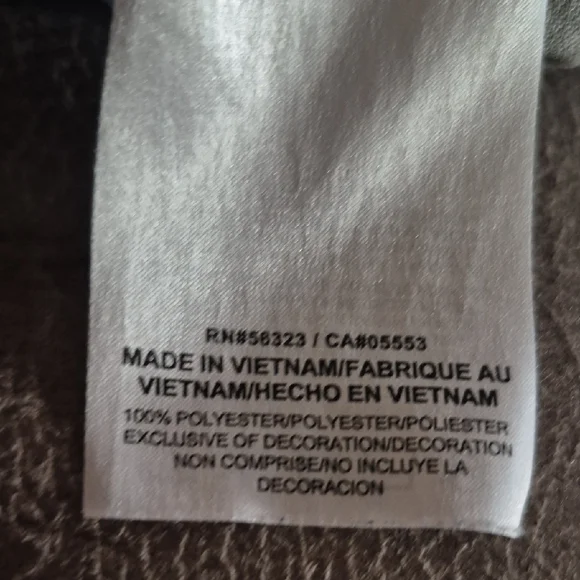 RN#56323 / CA#05553
MADE IN VIETNAM/FABRIQUE AU
VIETNAM/HECHO EN VIETNAM
100% POLYESTER/POLYESTER/POLIESTER
EXCLUSIVE OF DECORATION/DECORATION
NON COMPRISE/NO INCLUYE LA
DECORACION